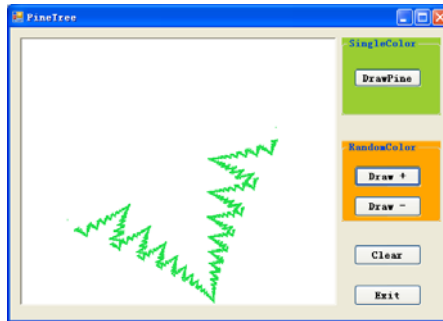 PineTree
SingleColor
DrawPine
RandomColor
Draw +
Draw -
Clear
Exit